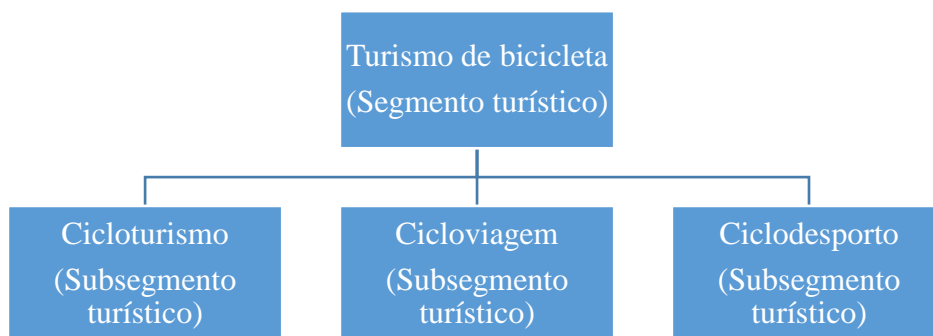 Turismo de bicicleta
(Segmento turístico)
Cicloturismo
(Subsegmento
turístico)
Cicloviagem
(Subsegmento
turístico)
Ciclodesporto
(Subsegmento
turístico)